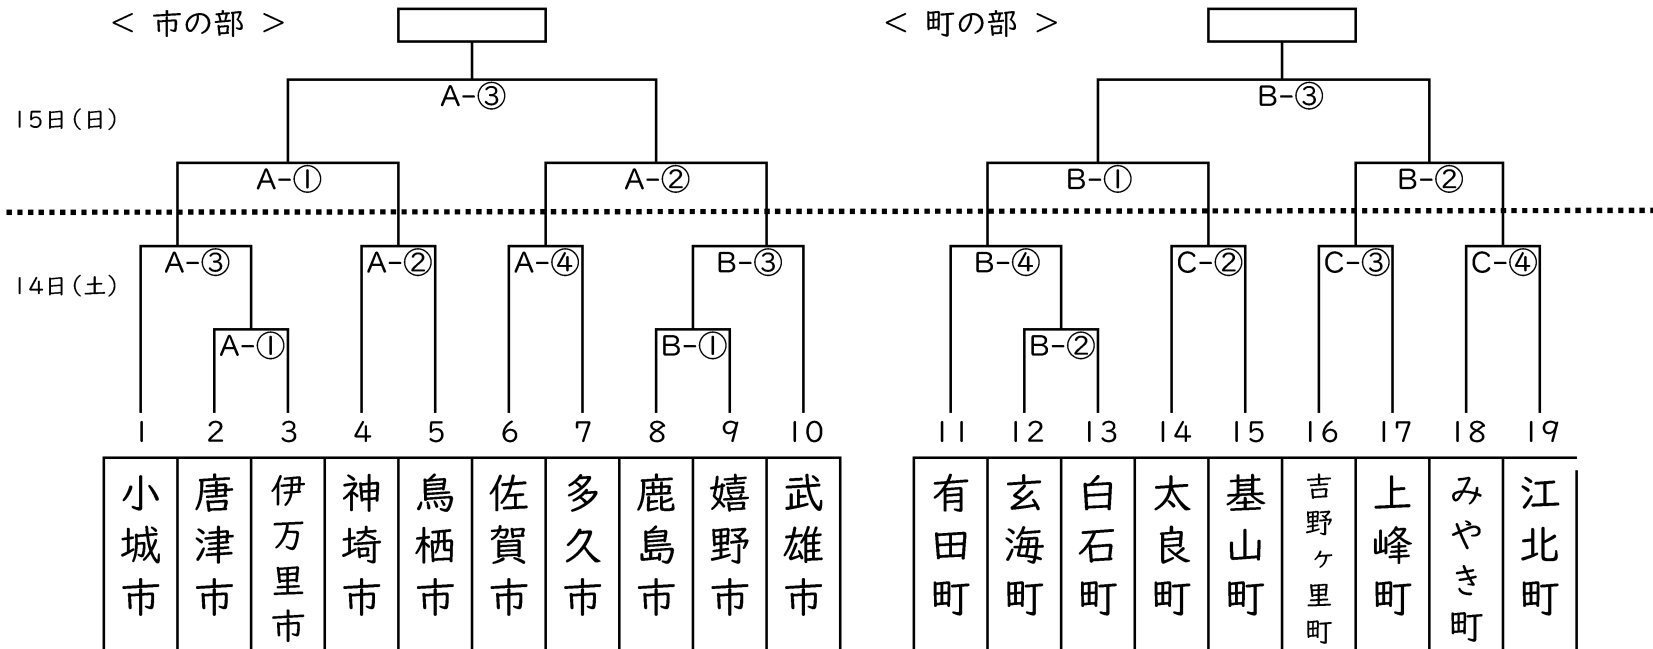 < 市の部 >
< 町の部 >
A-③
B-③
15日(日)
A-①
A-②
B-①
B-②
A-③
A-②
A-④
B-③
B-④
C-②
C-③
C-④
14日(土)
A-①
B-①
B-②
1 2 3 4 5 6 7 8 9 10
11 12 13 14 15 16 17 18 19
小城市
唐津市
伊万里市
神埼市
鳥栖市
佐賀市
多久市
鹿島市
嬉野市
武雄市
有田町
玄海町
白石町
太良町
基山町
吉野ヶ里町
上峰町
みやき町
江北町